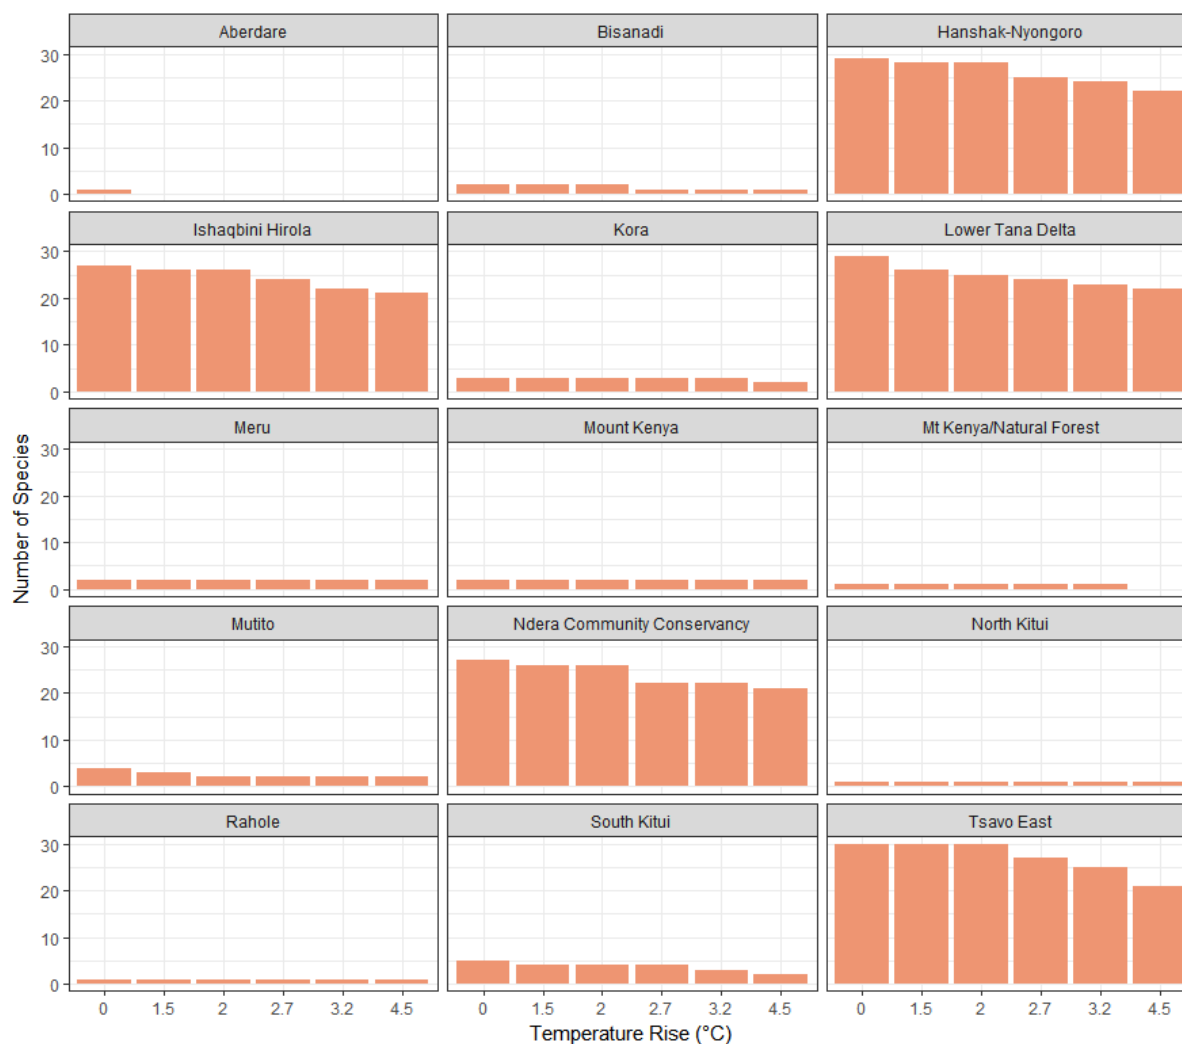 Aberdare
Bisanadi
Hanshak-Nyongoro
30
20
10
0
Ishaqbini Hirola
Kora
Lower Tana Delta
30
20
10
0
Meru
Mount Kenya
Mt Kenya/Natural Forest
30
20
10
0
Number of Species
Mutito
Ndera Community Conservancy
North Kitui
30
20
10
0
Rahole
South Kitui
Tsavo East
30
20
10
0
0 1.5 2 2.7 3.2 4.5
0 1.5 2 2.7 3.2 4.5
0 1.5 2 2.7 3.2 4.5
Temperature Rise (°C)